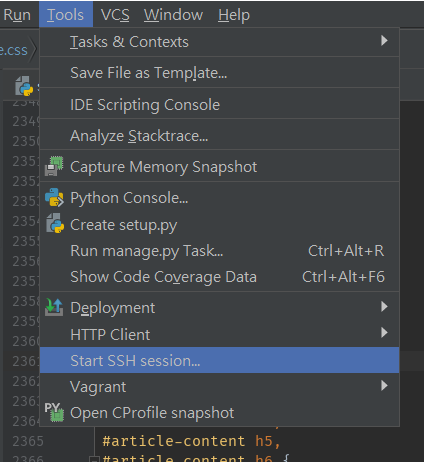 Run Tools VCS Window Help
e.css
Tasks & Contexts
Save File as Template...
2349
IDE Scripting Console
2350
Analyze Stacktrace...
2351
2352
Capture Memory Snapshot
2353
Python Console...
2354
Create setup.py
2355
2356
Run manage.py Task... Ctrl+Alt+R
2357
Show Code Coverage Data Ctrl+Alt+F6
2358
Deployment
2359
HTTP Client
2360
Start SSH session...
2362
Vagrant
2363
Open CProfile snapshot
2364
2365 #article-content h5,
2366 #article-content h6 {